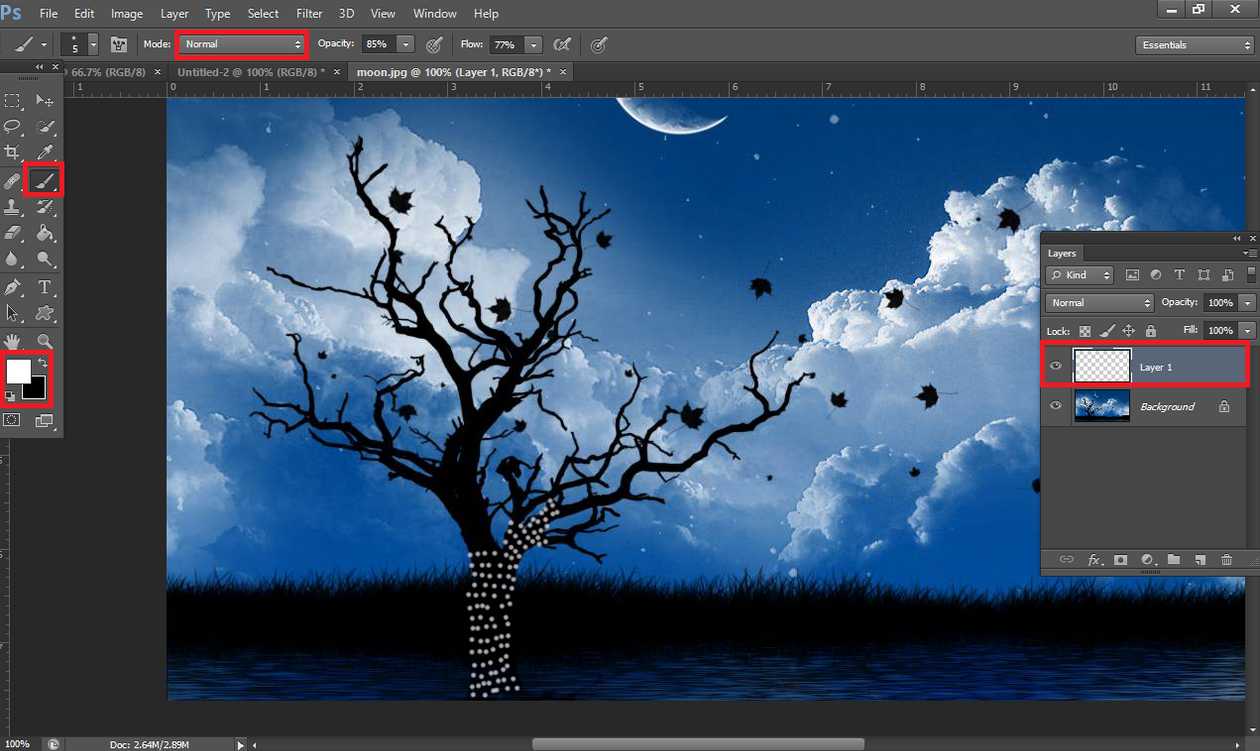 Ps File Edit Image Layer Type Select Filter 3D View Window Help
5 Mode: Normal Opacity: 85% Flow: 77% Essentials
66.7% (RGB/8) × Untitled-2 @ 100% (RGB/8) * × moon.jpg @ 100% (Layer 1, RGB/8*) * ×
1 0 1 2 3 4 5 6 7 8 9 10 11
Layers
Kind
Normal Opacity: 100%
Lock: Fill: 100%
Layer 1
Background
fx
100% Doc: 2.64M/2.89M